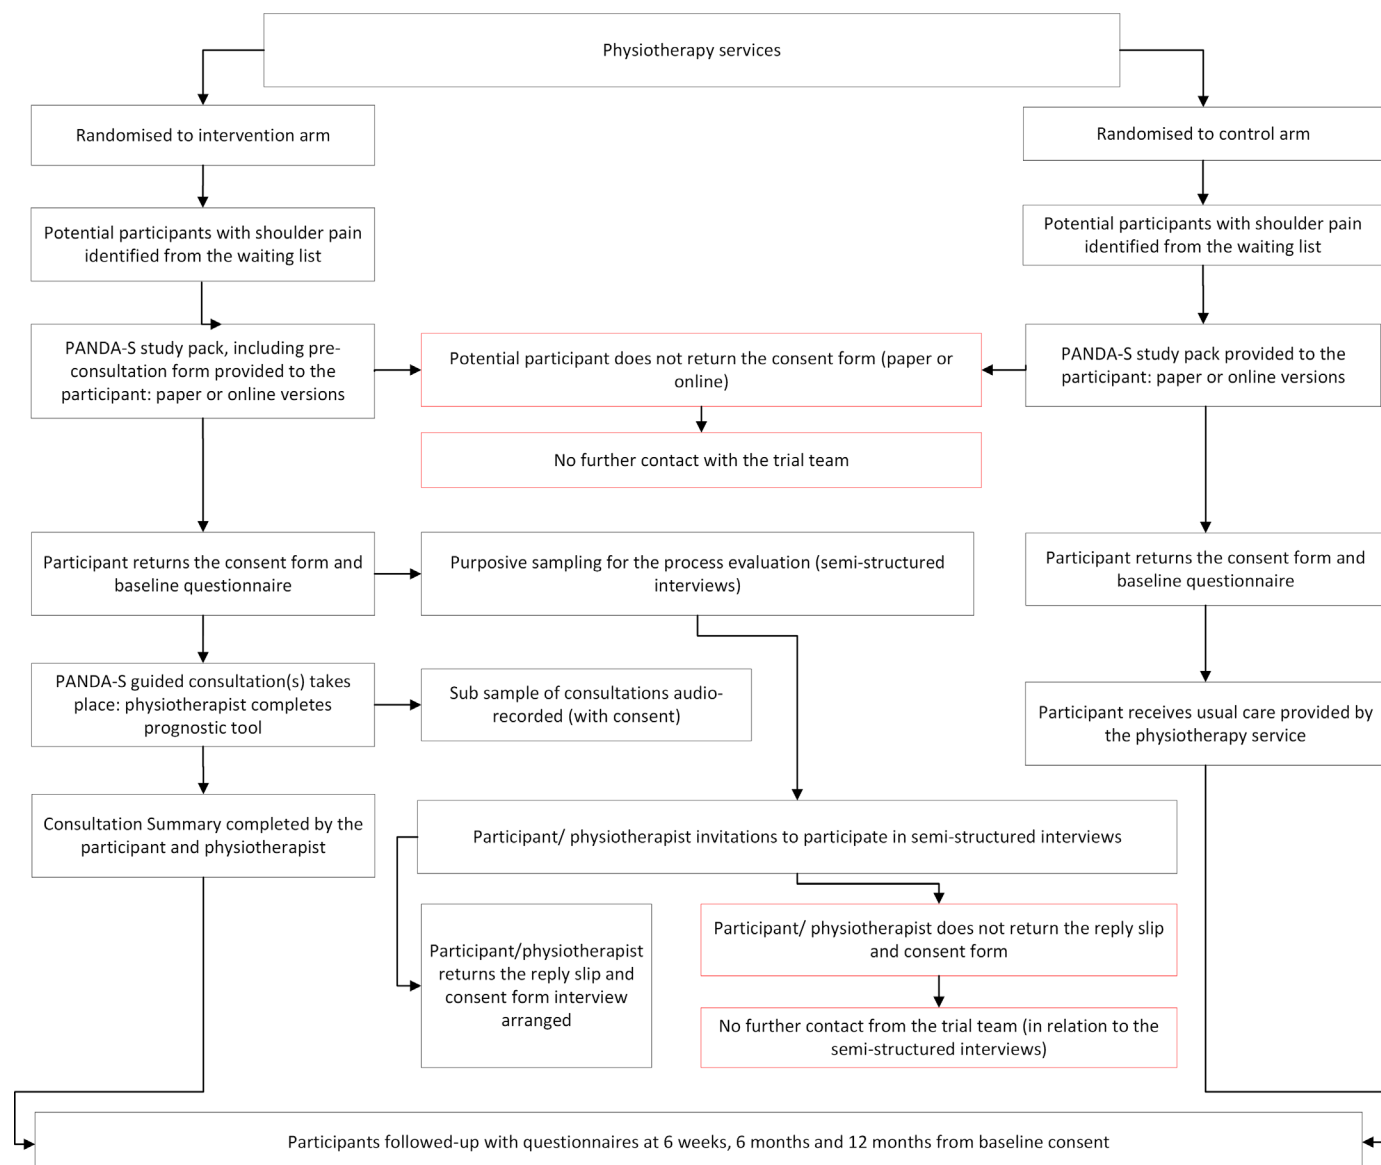 Physiotherapy services
Randomised to intervention arm
Randomised to control arm
Potential participants with shoulder pain
identified from the waiting list
Potential participants with shoulder pain
identified from the waiting list
PANDA-S study pack, including pre-
consultation form provided to the
participant: paper or online versions
Potential participant does not return the consent form (paper or
online)
PANDA-S study pack provided to the
participant: paper or online versions
No further contact with the trial team
Participant returns the consent form and
baseline questionnaire
Purposive sampling for the process evaluation (semi-structured
interviews)
Participant returns the consent form and
baseline questionnaire
PANDA-S guided consultation(s) takes
place: physiotherapist completes
prognostic tool
Sub sample of consultations audio-
recorded (with consent)
Participant receives usual care provided by
the physiotherapy service
Consultation Summary completed by the
participant and physiotherapist
Participant/ physiotherapist invitations to participate in semi-structured interviews
Participant/physiotherapist
returns the reply slip and
consent form interview
arranged
Participant/ physiotherapist does not return the reply slip
and consent form
No further contact from the trial team (in relation to the
semi-structured interviews)
Participants followed-up with questionnaires at 6 weeks, 6 months and 12 months from baseline consent